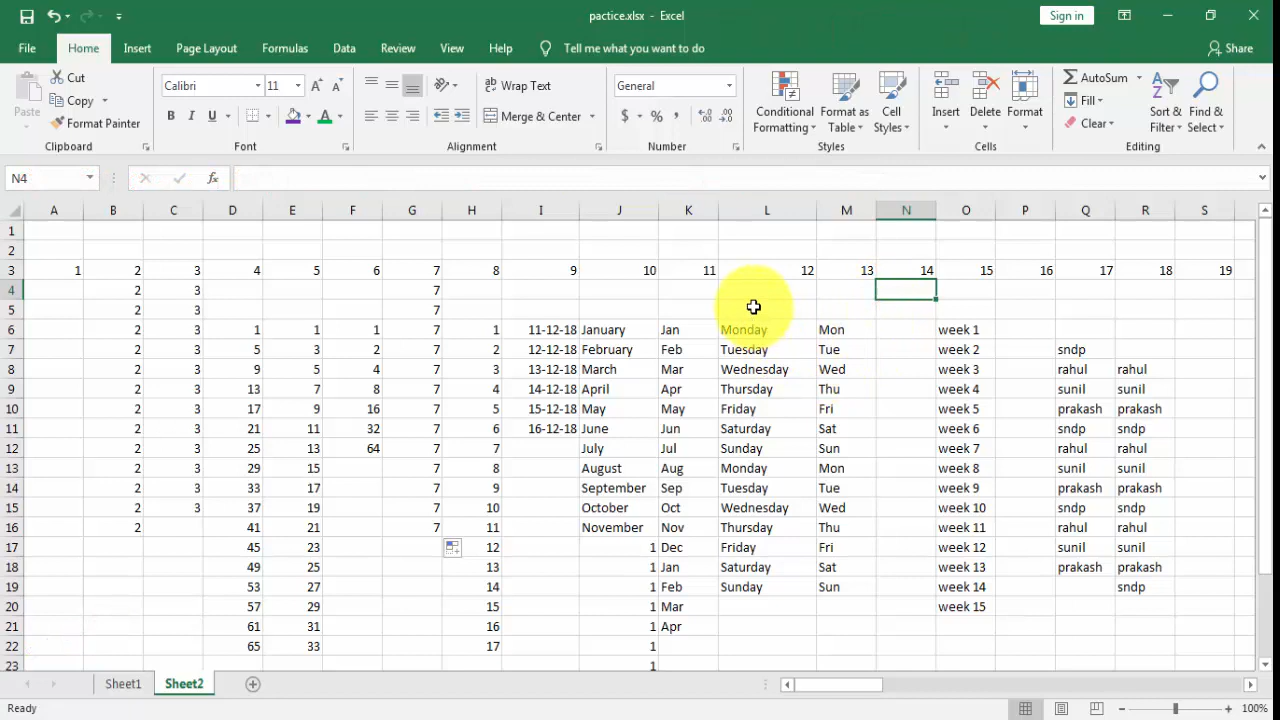 pactice.xlsx - Excel
Sign in
File Home Insert Page Layout Formulas Data Review View Help Tell me what you want to do Share
Paste
Cut
Copy
Format Painter
Clipboard
Calibri 11
B I U
Font
Wrap Text
Merge & Center
Alignment
General
$ % ,
Number
Conditional Formatting
Format as Table
Cell Styles
Styles
Insert Delete Format
Cells
AutoSum
Fill
Clear
Sort & Filter
Find & Select
Editing
N4 fx
A B C D E F G H I J K L M N O P Q R S
1
2
3 1 2 3 4 5 6 7 8 9 10 11 12 13 14 15 16 17 18 19
4 2 3 7
5 2 3 7
6 2 3 1 1 1 7 1 11-12-18 January Jan Monday Mon week 1
7 2 3 5 3 2 7 2 12-12-18 February Feb Tuesday Tue week 2 sndp
8 2 3 9 5 4 7 3 13-12-18 March Mar Wednesday Wed week 3 rahul rahul
9 2 3 13 7 8 7 4 14-12-18 April Apr Thursday Thu week 4 sunil sunil
10 2 3 17 9 16 7 5 15-12-18 May May Friday Fri week 5 prakash prakash
11 2 3 21 11 32 7 6 16-12-18 June Jun Saturday Sat week 6 sndp sndp
12 2 3 25 13 64 7 7 July Jul Sunday Sun week 7 rahul rahul
13 2 3 29 15 7 8 August Aug Monday Mon week 8 sunil sunil
14 2 3 33 17 7 9 September Sep Tuesday Tue week 9 prakash prakash
15 2 3 37 19 7 10 October Oct Wednesday Wed week 10 sndp sndp
16 2 41 21 7 11 November Nov Thursday Thu week 11 rahul rahul
17 45 23 12 1 Dec Friday Fri week 12 sunil sunil
18 49 25 13 1 Jan Saturday Sat week 13 prakash prakash
19 53 27 14 1 Feb Sunday Sun week 14 sndp
20 57 29 15 1 Mar week 15
21 61 31 16 1 Apr
22 65 33 17 1
23 1
Sheet1 Sheet2
Ready 100%